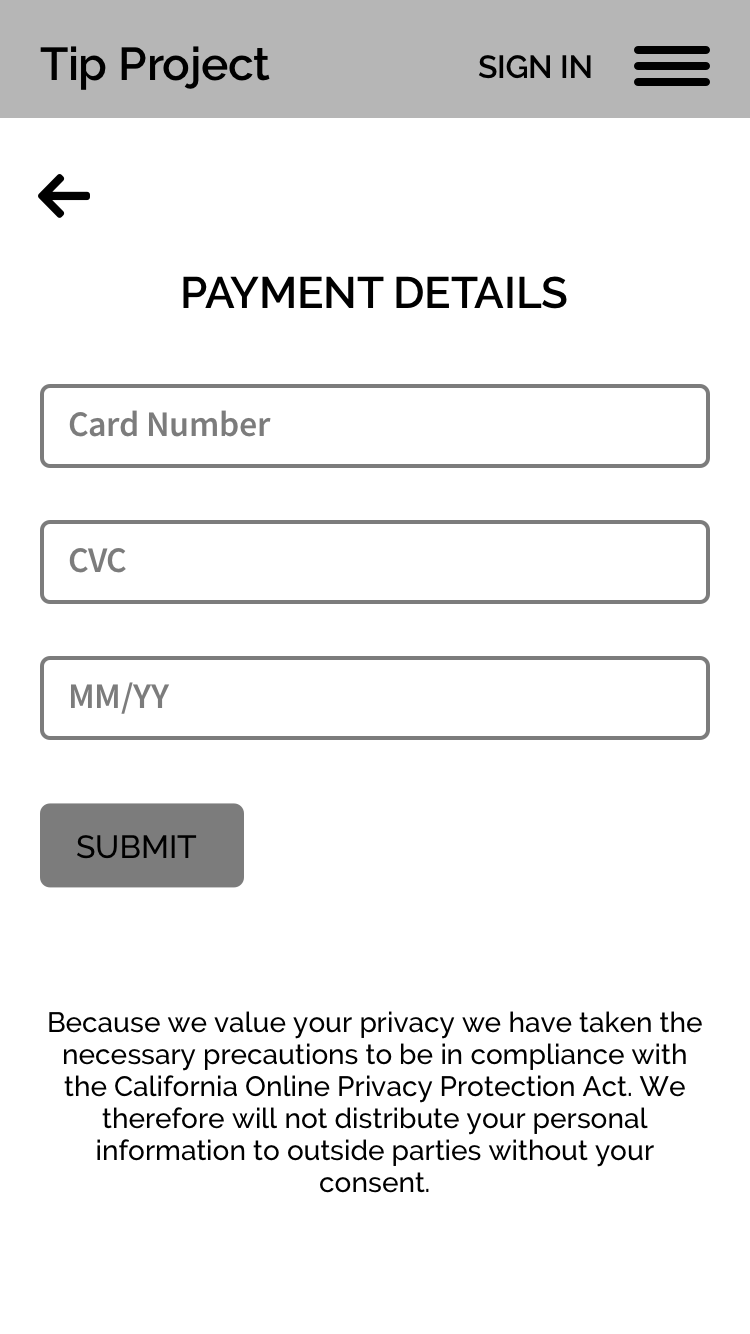 Tip Project
SIGN IN
PAYMENT DETAILS
Card Number
CVC
MM/YY
SUBMIT
Because we value your privacy we have taken the
necessary precautions to be in compliance with
the California Online Privacy Protection Act. We
therefore will not distribute your personal
information to outside parties without your
consent.